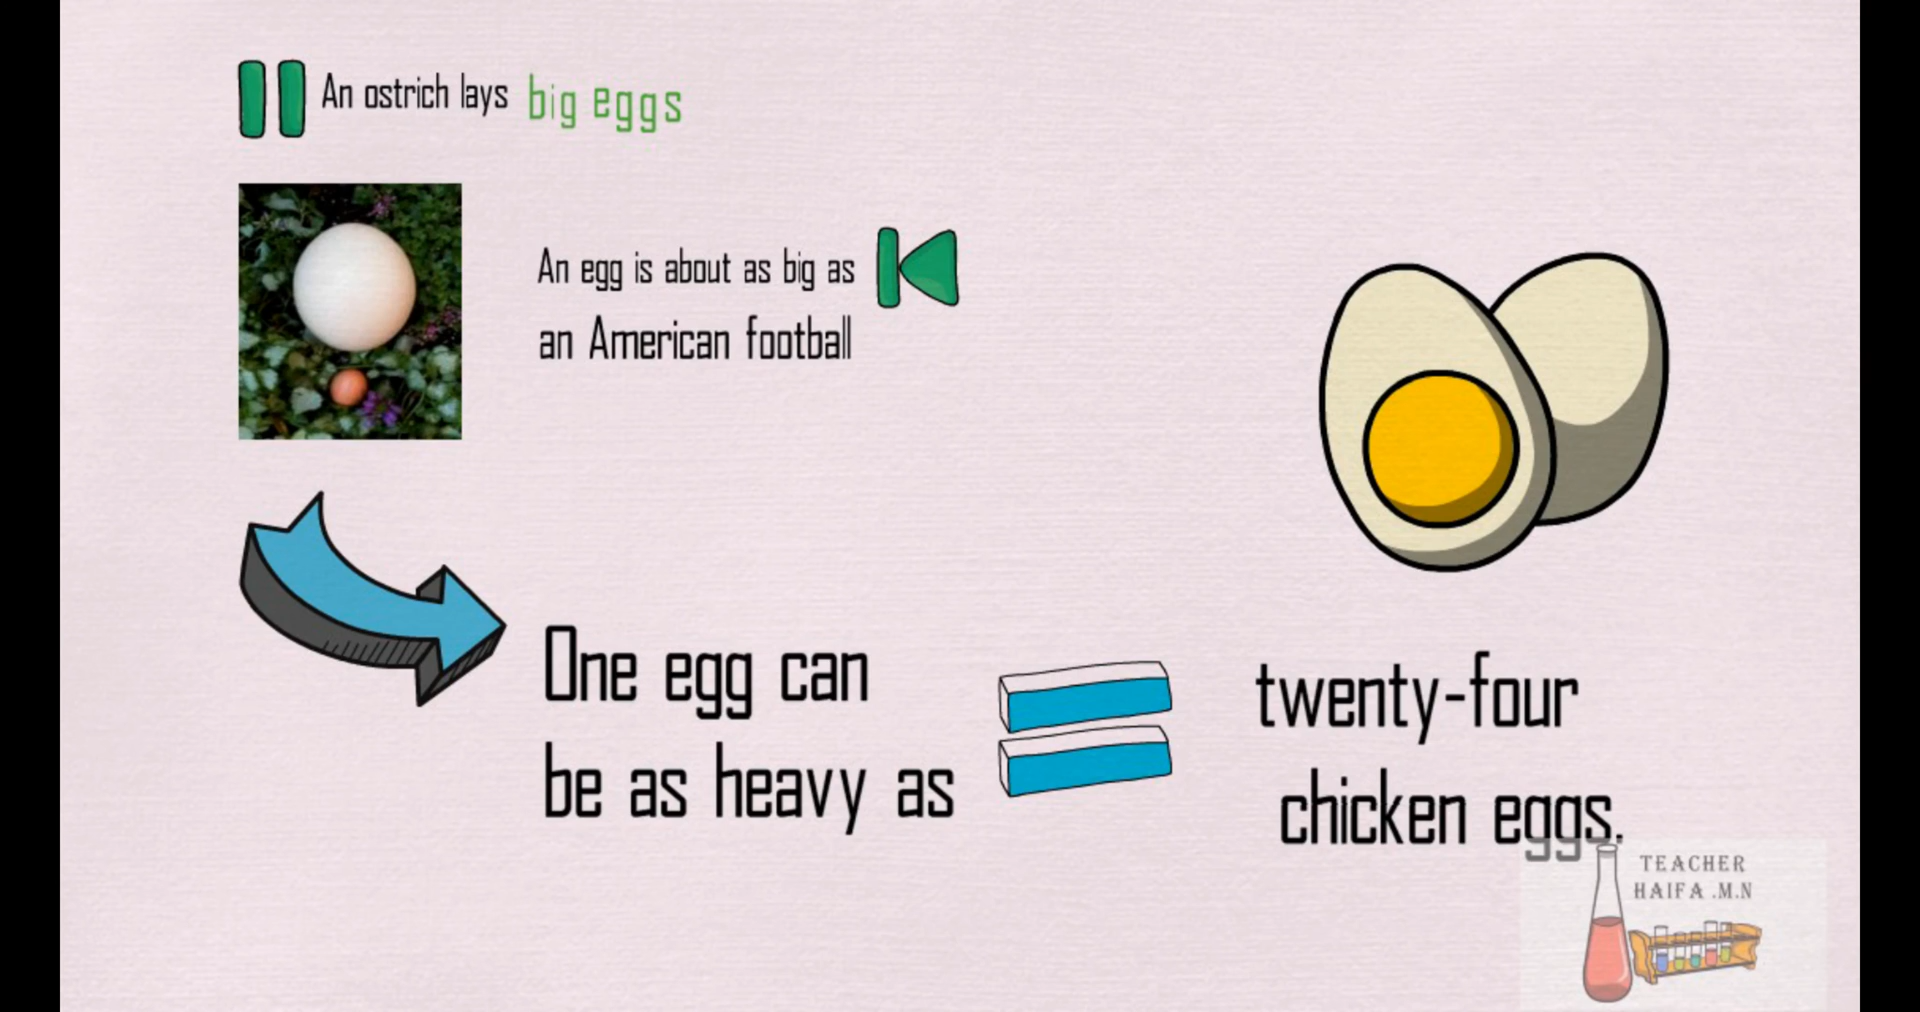 An ostrich lays big eggs
An egg is about as big as
an American football
One egg can
be as heavy as
twenty-four
chicken eggs.
TEACHER
HAIFA .M.N